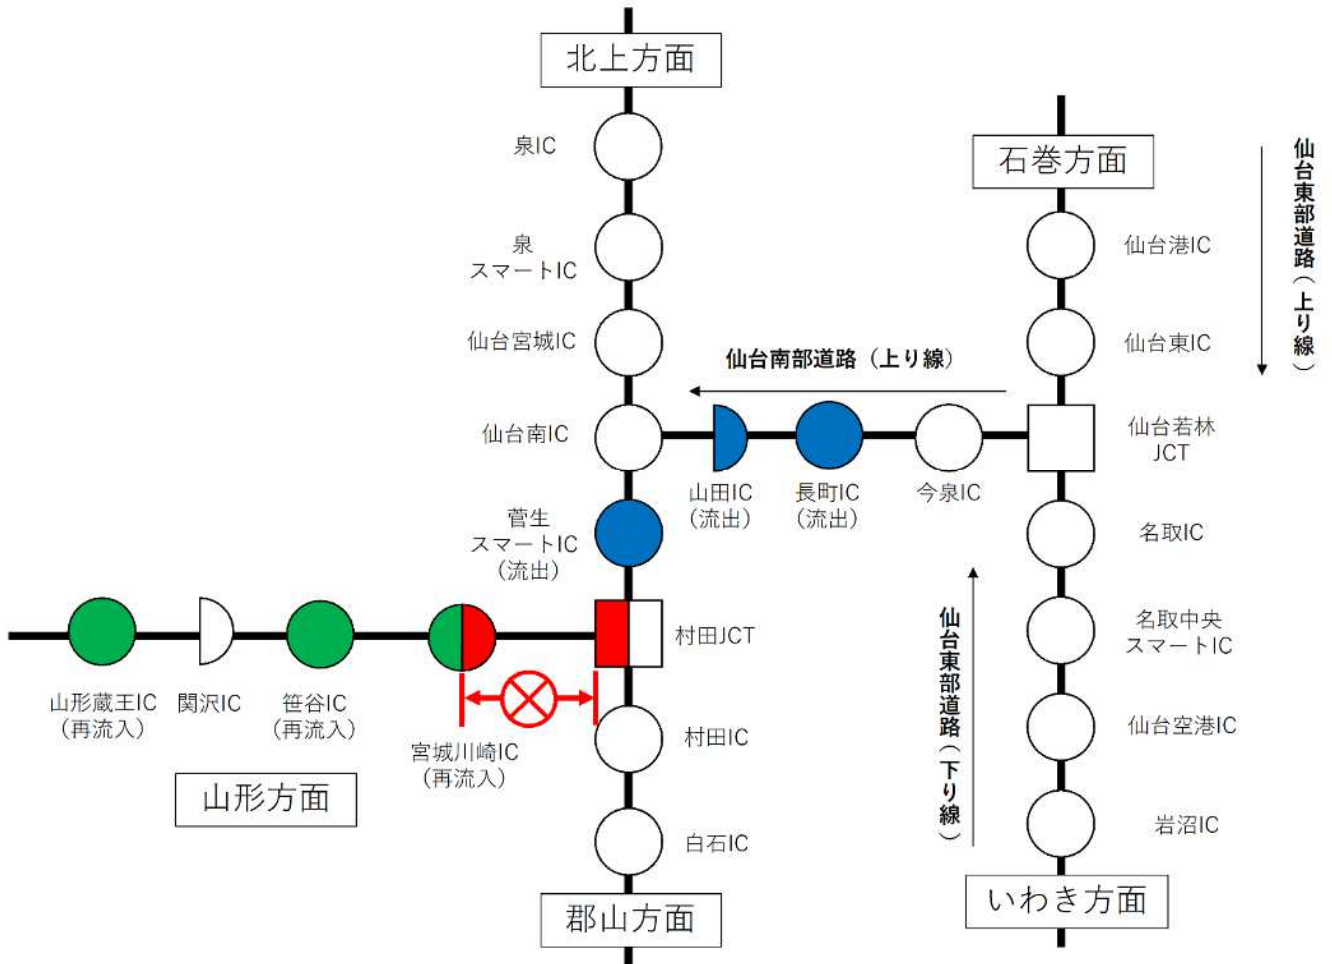 北上方面
泉IC
泉
スマートIC
仙台宮城IC
仙台南IC
菅生
スマートIC
(流出)
仙台南部道路（上り線）
山田IC
(流出)
長町IC
(流出)
今泉IC
石巻方面
仙台港IC
仙台東IC
仙台若林
JCT
名取IC
名取中央
スマートIC
仙台空港IC
岩沼IC
いわき方面
仙台東部道路（上り線）
仙台東部道路（下り線）
山形蔵王IC
(再流入)
関沢IC
笹谷IC
(再流入)
宮城川崎IC
(再流入)
山形方面
村田JCT
村田IC
白石IC
郡山方面